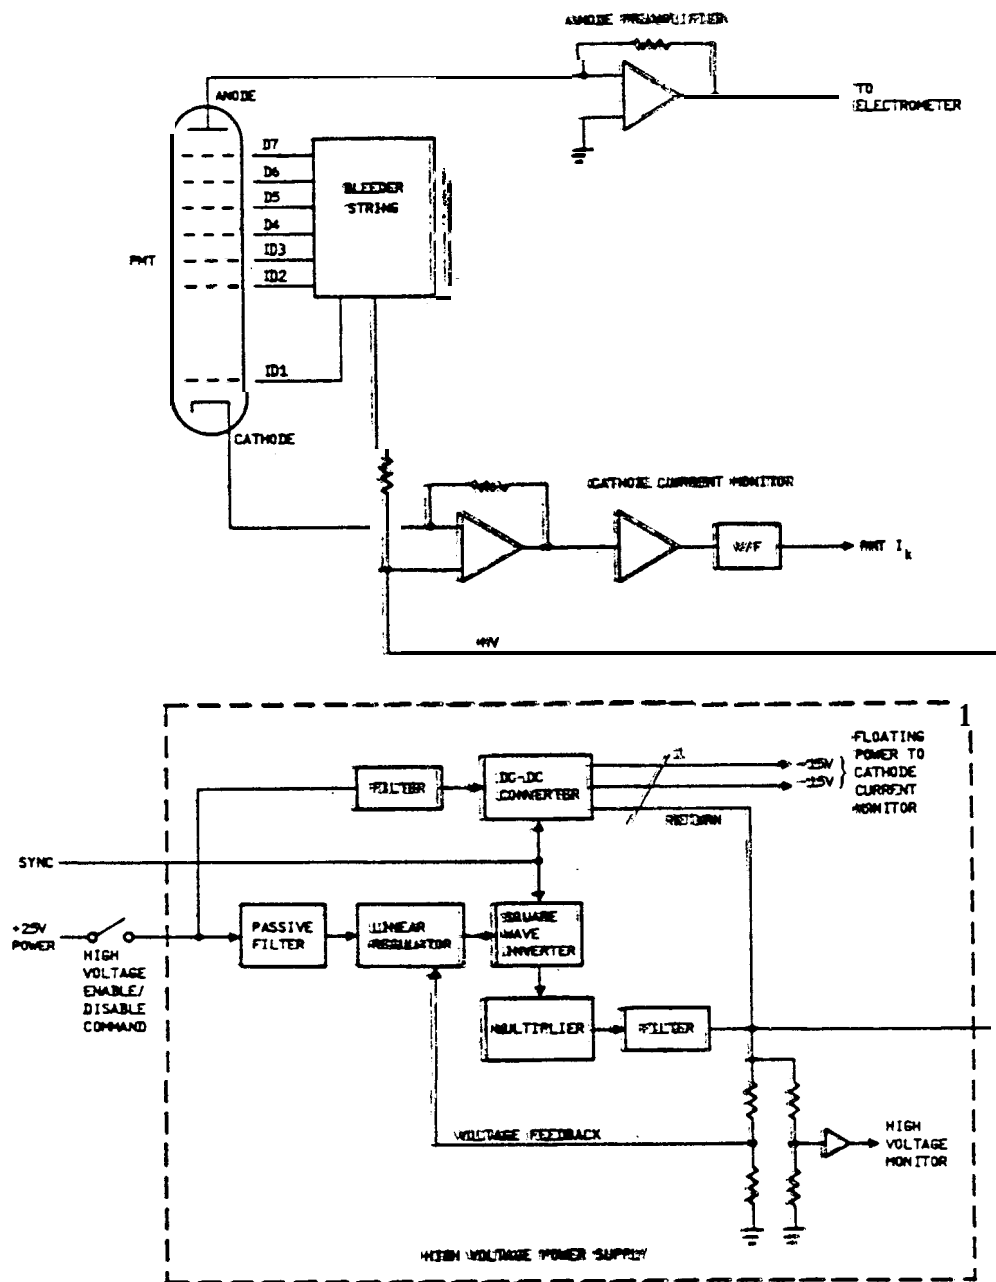 ANODE PREAMPLIFIER
TO
ELECTROMETER
ANODE
D7
D6
D5
D4
ID3
ID2
BLEEDER
STRING
PMT
ID1
CATHODE
CATHODE CURRENT MONITOR
V/F
PMT Ik
-HV
1
FLOATING
POWER TO
CATHODE
CURRENT
MONITOR
-15V
-15V
FILTER
DC-DC
CONVERTER
RETURN
SYNC
+25V
POWER
HIGH
VOLTAGE
ENABLE/
DISABLE
COMMAND
PASSIVE
FILTER
LINEAR
REGULATOR
SQUARE
WAVE
INVERTER
MULTIPLIER
FILTER
VOLTAGE FEEDBACK
HIGH
VOLTAGE
MONITOR
HIGH VOLTAGE POWER SUPPLY